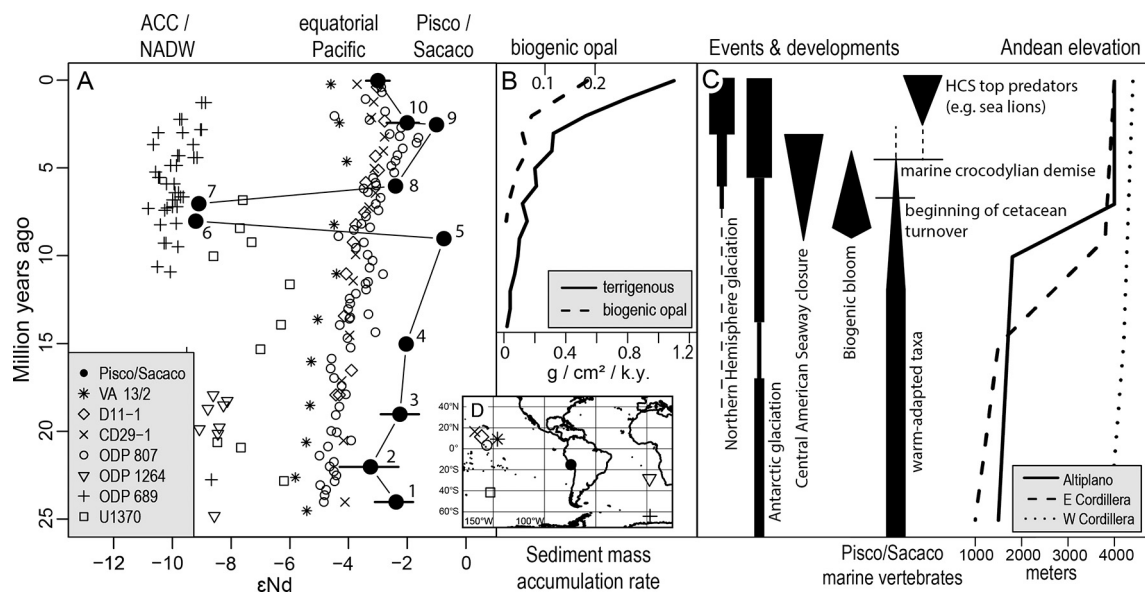 ACC /
NADW
equatorial
Pacific
Pisco /
Sacaco
biogenic opal
Events & developments
Andean elevation
A
B
C
0.1
0.2
HCS top predators
(e.g. sea lions)
marine crocodylian demise
beginning of cetacean
turnover
Northern Hemisphere glaciation
Antarctic glaciation
Central American Seaway closure
Biogenic bloom
warm-adapted taxa
Million years ago
0
5
10
15
20
25
10
9
8
7
6
5
4
3
2
1
terrigenous
biogenic opal
0
0.4
0.8
1.2
g / cm² / k.y.
Pisco/Sacaco
VA 13/2
D11−1
CD29−1
ODP 807
ODP 1264
ODP 689
U1370
D
40°N
20°N
0°
20°S
40°S
60°S
150°W
100°W
Altiplano
E Cordillera
W Cordillera
−12
−10
−8
−6
−4
−2
0
εNd
Sediment mass
accumulation rate
Pisco/Sacaco
marine vertebrates
1000
2000
3000
4000
meters